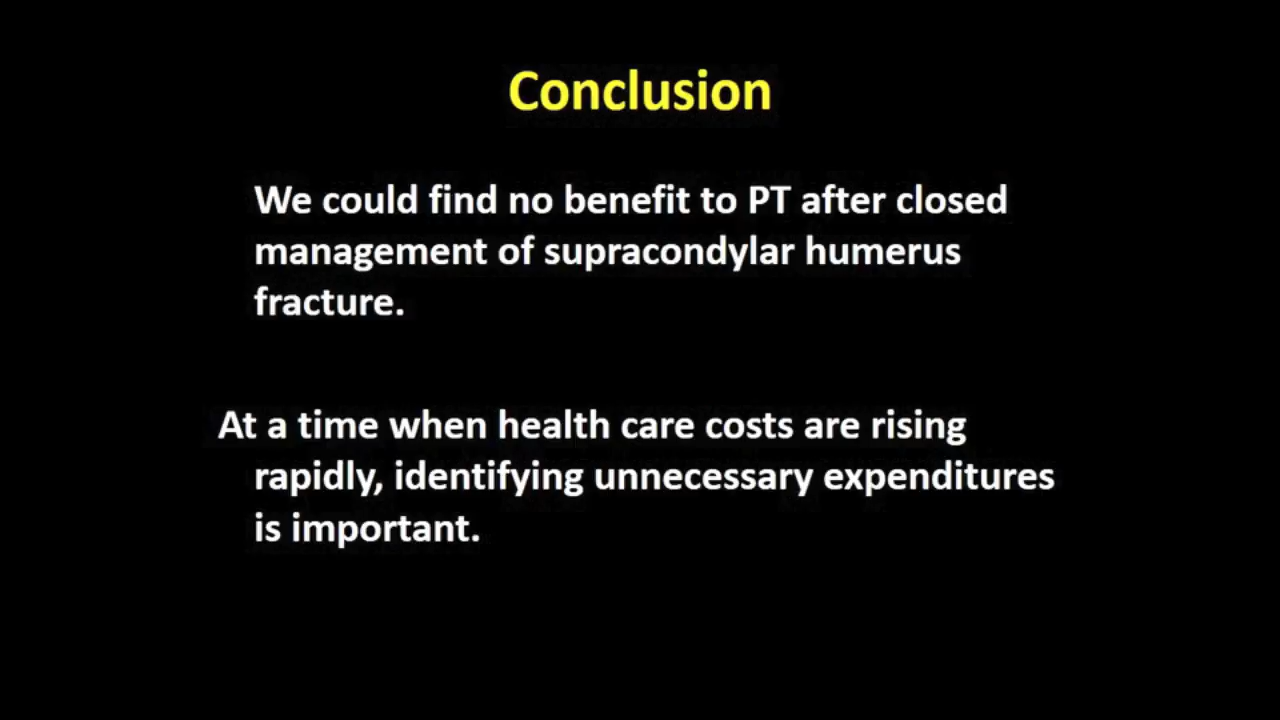 Conclusion
We could find no benefit to PT after closed
management of supracondylar humerus
fracture.
At a time when health care costs are rising
rapidly, identifying unnecessary expenditures
is important.